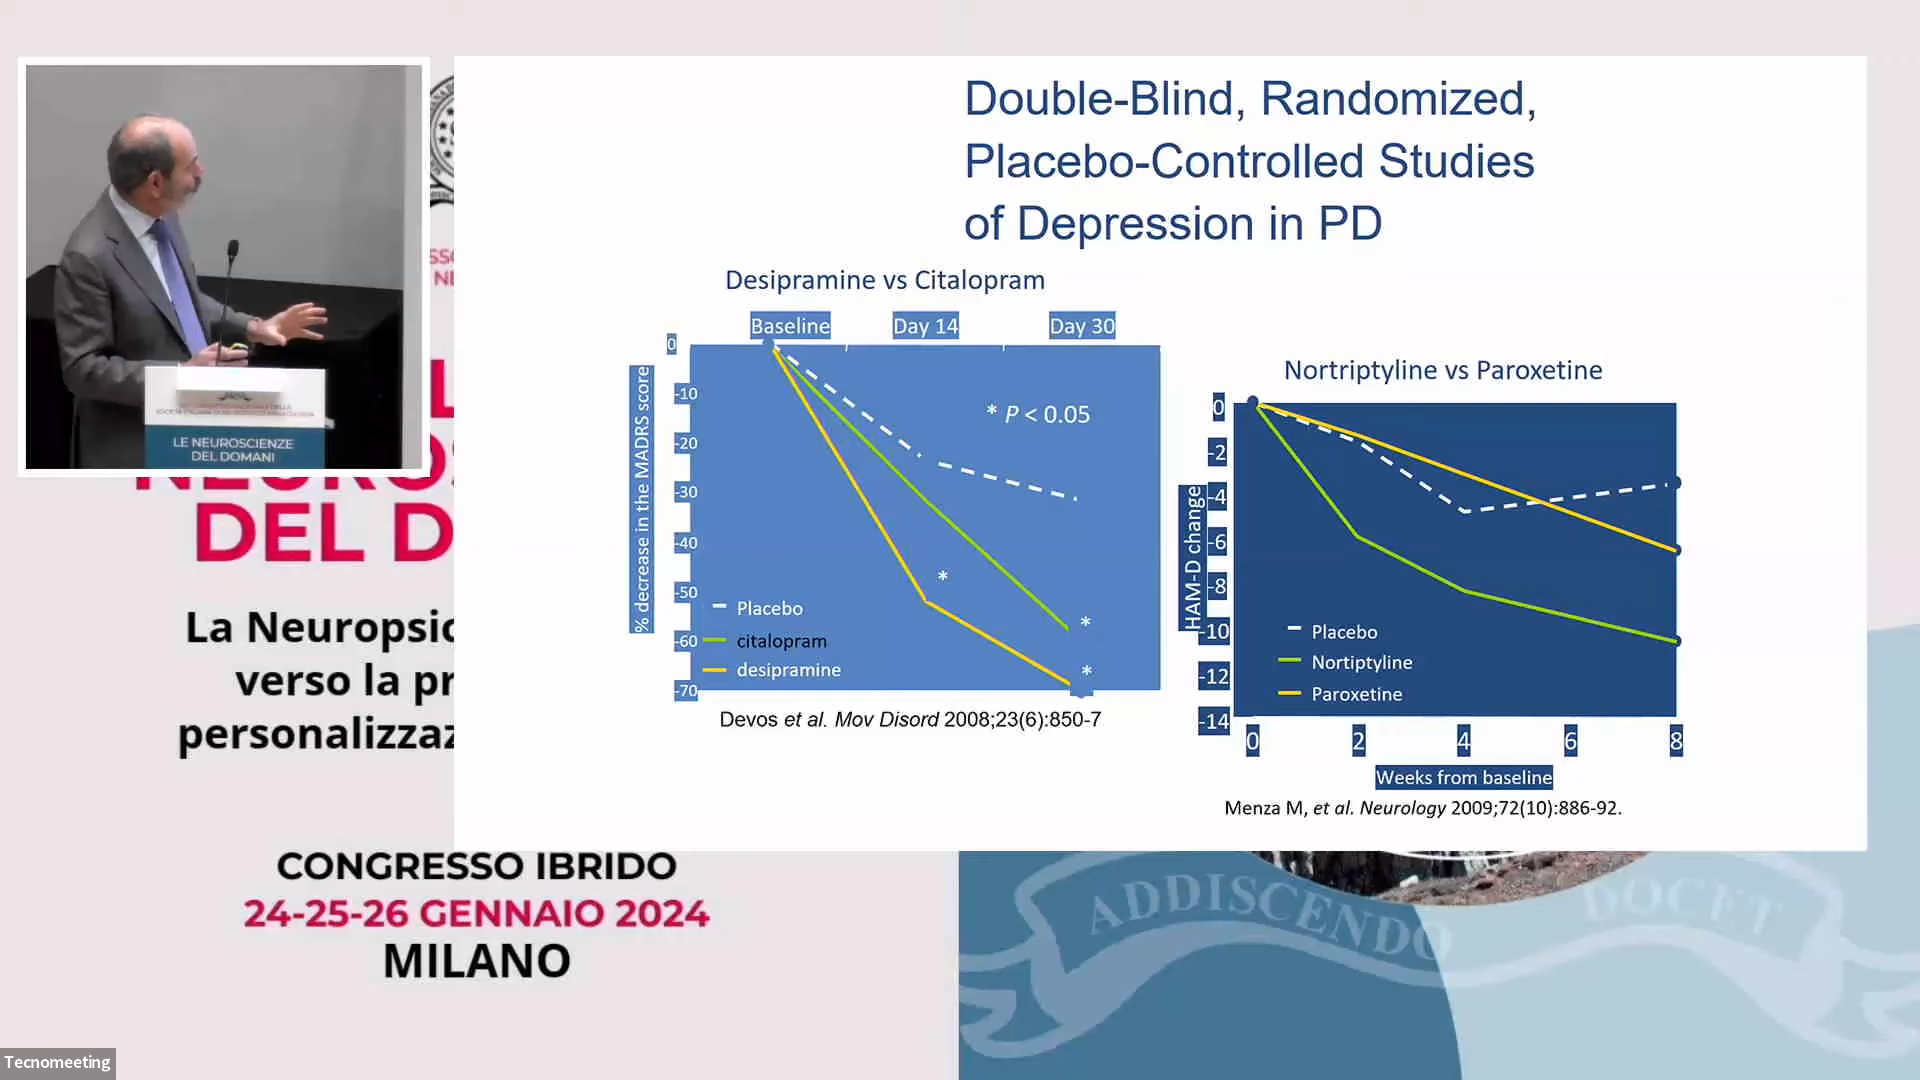 Double-Blind, Randomized,
Placebo-Controlled Studies
of Depression in PD
Desipramine vs Citalopram
Baseline
Day 14
Day 30
0
-10
-20
-30
-40
-50
-60
-70
% decrease in the MADRS score
* P < 0.05
*
*
*
Placebo
citalopram
desipramine
Devos et al. Mov Disord 2008;23(6):850-7
Nortriptyline vs Paroxetine
0
-2
-4
-6
-8
-10
-12
-14
HAM-D change
Placebo
Nortiptyline
Paroxetine
0 2 4 6 8
Weeks from baseline
Menza M, et al. Neurology 2009;72(10):886-92.
LE NEUROSCIENZE
DEL DOMANI
DEL D
La Neuropsic
verso la pr
personalizzaz
CONGRESSO IBRIDO
24-25-26 GENNAIO 2024
MILANO
ADDISCENDO DOCET
Tecnomeeting